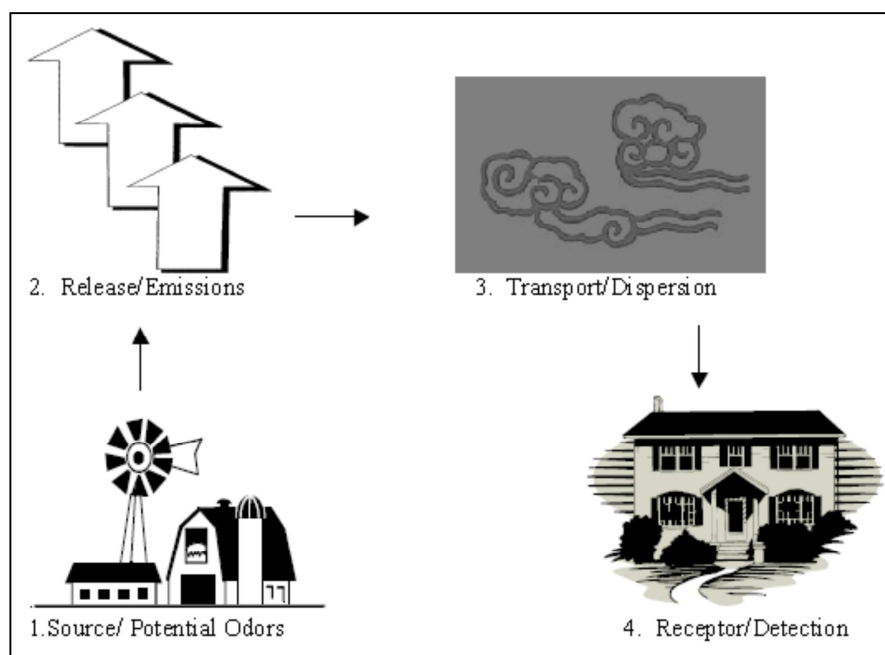 2. Release/Emissions
3. Transport/Dispersion
1.Source/ Potential Odors
4. Receptor/Detection